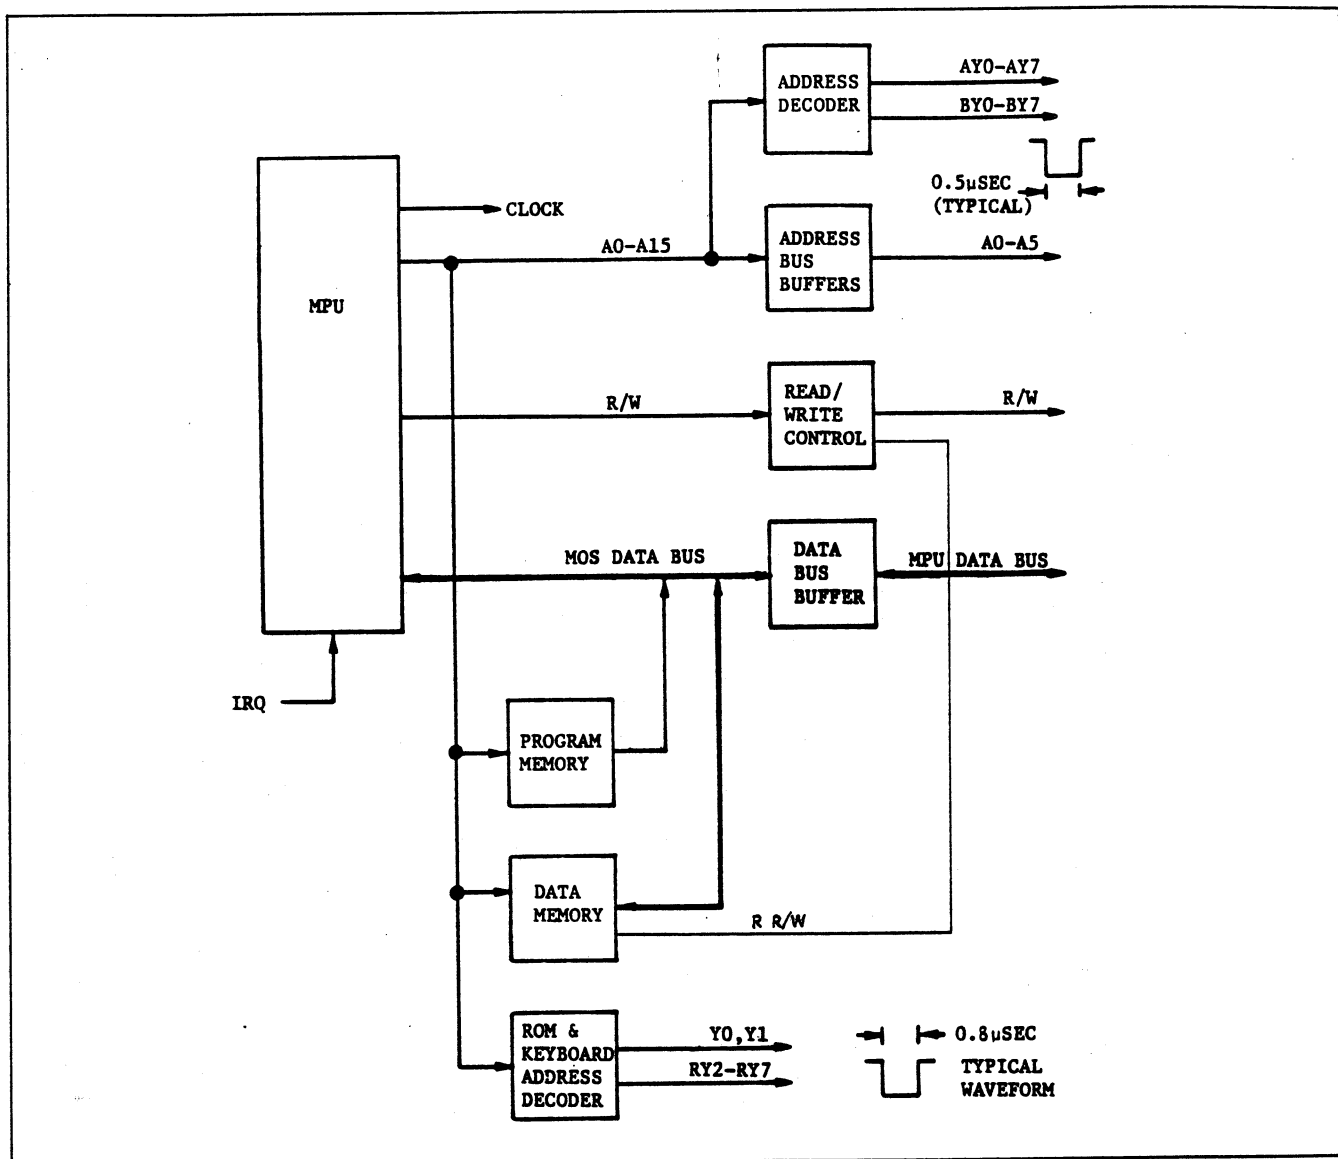 ADDRESS
DECODER
AY0-AY7
BY0-BY7
0.5µSEC
(TYPICAL)
CLOCK
A0-A15
ADDRESS
BUS
BUFFERS
A0-A5
MPU
R/W
READ/
WRITE
CONTROL
R/W
MOS DATA BUS
DATA
BUS
BUFFER
MPU DATA BUS
IRQ
PROGRAM
MEMORY
DATA
MEMORY
R R/W
ROM &
KEYBOARD
ADDRESS
DECODER
Y0,Y1
RY2-RY7
0.8µSEC
TYPICAL
WAVEFORM